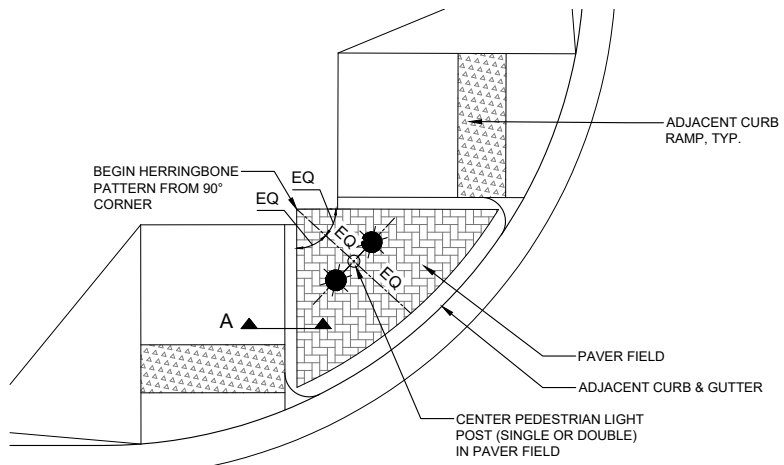 ADJACENT CURB
RAMP, TYP.
BEGIN HERRINGBONE
PATTERN FROM 90°
CORNER
EQ
EQ
EQ
EQ
A
PAVER FIELD
ADJACENT CURB & GUTTER
CENTER PEDESTRIAN LIGHT
POST (SINGLE OR DOUBLE)
IN PAVER FIELD